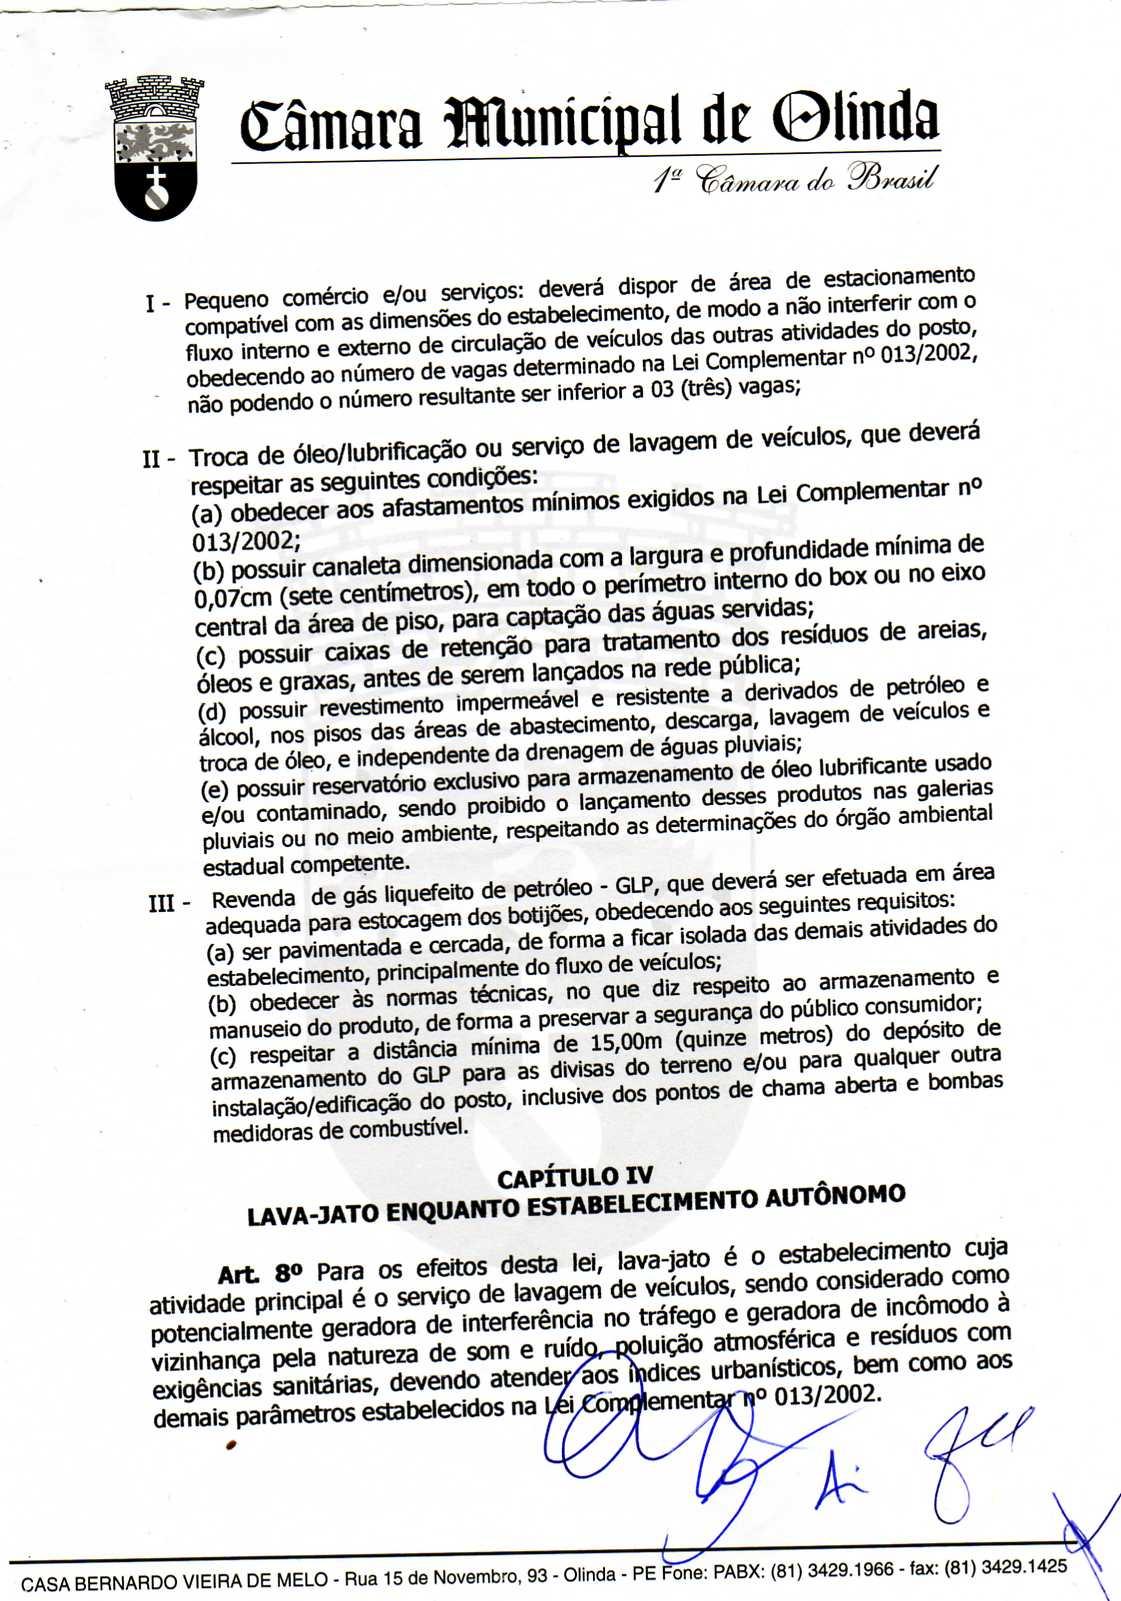 Câmara Municipal de Olinda
1ª Câmara do Brasil
I - Pequeno comércio e/ou serviços: deverá dispor de área de estacionamento
compatível com as dimensões do estabelecimento, de modo a não interferir com o
fluxo interno e externo de circulação de veículos das outras atividades do posto,
obedecendo ao número de vagas determinado na Lei Complementar nº 013/2002,
não podendo o número resultante ser inferior a 03 (três) vagas;
II - Troca de óleo/lubrificação ou serviço de lavagem de veículos, que deverá
respeitar as seguintes condições:
(a) obedecer aos afastamentos mínimos exigidos na Lei Complementar nº
013/2002;
(b) possuir canaleta dimensionada com a largura e profundidade mínima de
0,07cm (sete centímetros), em todo o perímetro interno do box ou no eixo
central da área de piso, para captação das águas servidas;
(c) possuir caixas de retenção para tratamento dos resíduos de areias,
óleos e graxas, antes de serem lançados na rede pública;
(d) possuir revestimento impermeável e resistente a derivados de petróleo e
álcool, nos pisos das áreas de abastecimento, descarga, lavagem de veículos e
troca de óleo, e independente da drenagem de águas pluviais;
(e) possuir reservatório exclusivo para armazenamento de óleo lubrificante usado
e/ou contaminado, sendo proibido o lançamento desses produtos nas galerias
pluviais ou no meio ambiente, respeitando as determinações do órgão ambiental
estadual competente.
III - Revenda de gás liquefeito de petróleo - GLP, que deverá ser efetuada em área
adequada para estocagem dos botijões, obedecendo aos seguintes requisitos:
(a) ser pavimentada e cercada, de forma a ficar isolada das demais atividades do
estabelecimento, principalmente do fluxo de veículos;
(b) obedecer às normas técnicas, no que diz respeito ao armazenamento e
manuseio do produto, de forma a preservar a segurança do público consumidor;
(c) respeitar a distância mínima de 15,00m (quinze metros) do depósito de
armazenamento do GLP para as divisas do terreno e/ou para qualquer outra
instalação/edificação do posto, inclusive dos pontos de chama aberta e bombas
medidoras de combustível.
CAPÍTULO IV
LAVA-JATO ENQUANTO ESTABELECIMENTO AUTÔNOMO
Art. 8º Para os efeitos desta lei, lava-jato é o estabelecimento cuja
atividade principal é o serviço de lavagem de veículos, sendo considerado como
potencialmente geradora de interferência no tráfego e geradora de incômodo à
vizinhança pela natureza de som e ruído, poluição atmosférica e resíduos com
exigências sanitárias, devendo atender aos índices urbanísticos, bem como aos
demais parâmetros estabelecidos na Lei Complementar nº 013/2002.
CASA BERNARDO VIEIRA DE MELO - Rua 15 de Novembro, 93 - Olinda - PE Fone: PABX: (81) 3429.1966 - fax: (81) 3429.1425